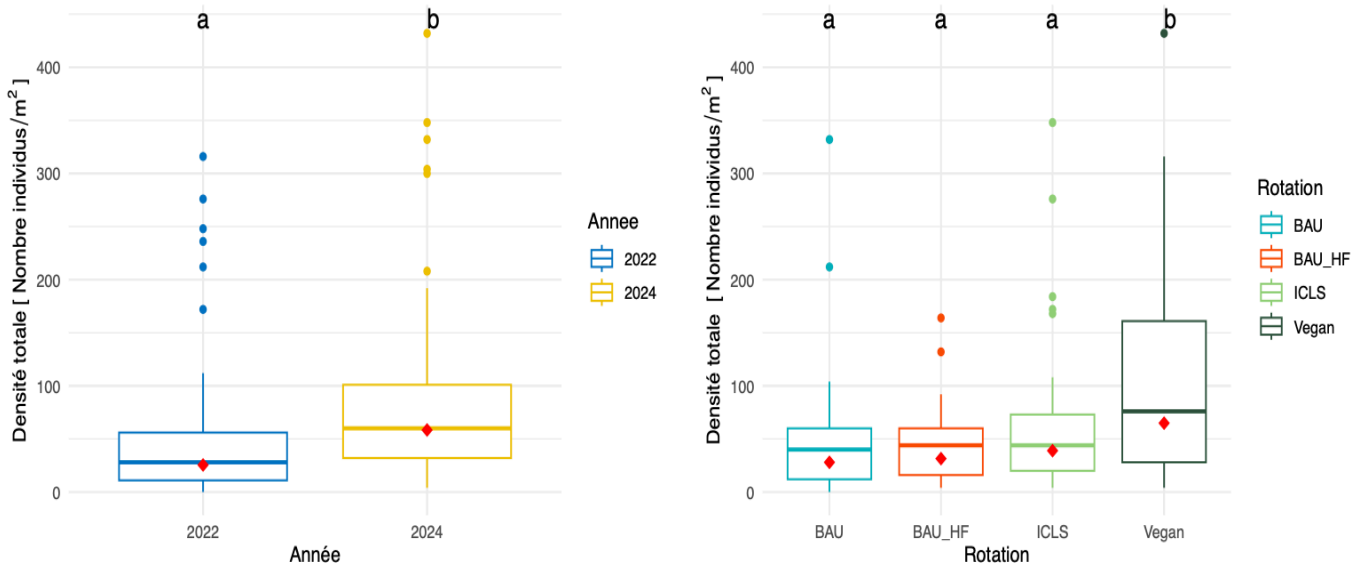 a b
Densité totale [ Nombre individus/m² ]
400
300
200
100
0
2022 2024
Année
Annee
2022
2024
a a a b
Densité totale [ Nombre individus/m² ]
400
300
200
100
0
BAU BAU_HF ICLS Vegan
Rotation
Rotation
BAU
BAU_HF
ICLS
Vegan